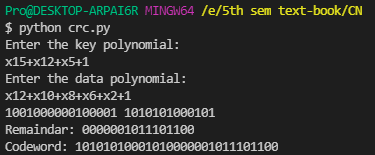 Pro@DESKTOP-ARPAI6R MINGW64 /e/5th sem text-book/CN
$ python crc.py
Enter the key polynomial:
x15+x12+x5+1
Enter the data polynomial:
x12+x10+x8+x6+x2+1
1001000000100001 1010101000101
Remaindar: 0000001011101100
Codeword: 10101010001010000001011101100